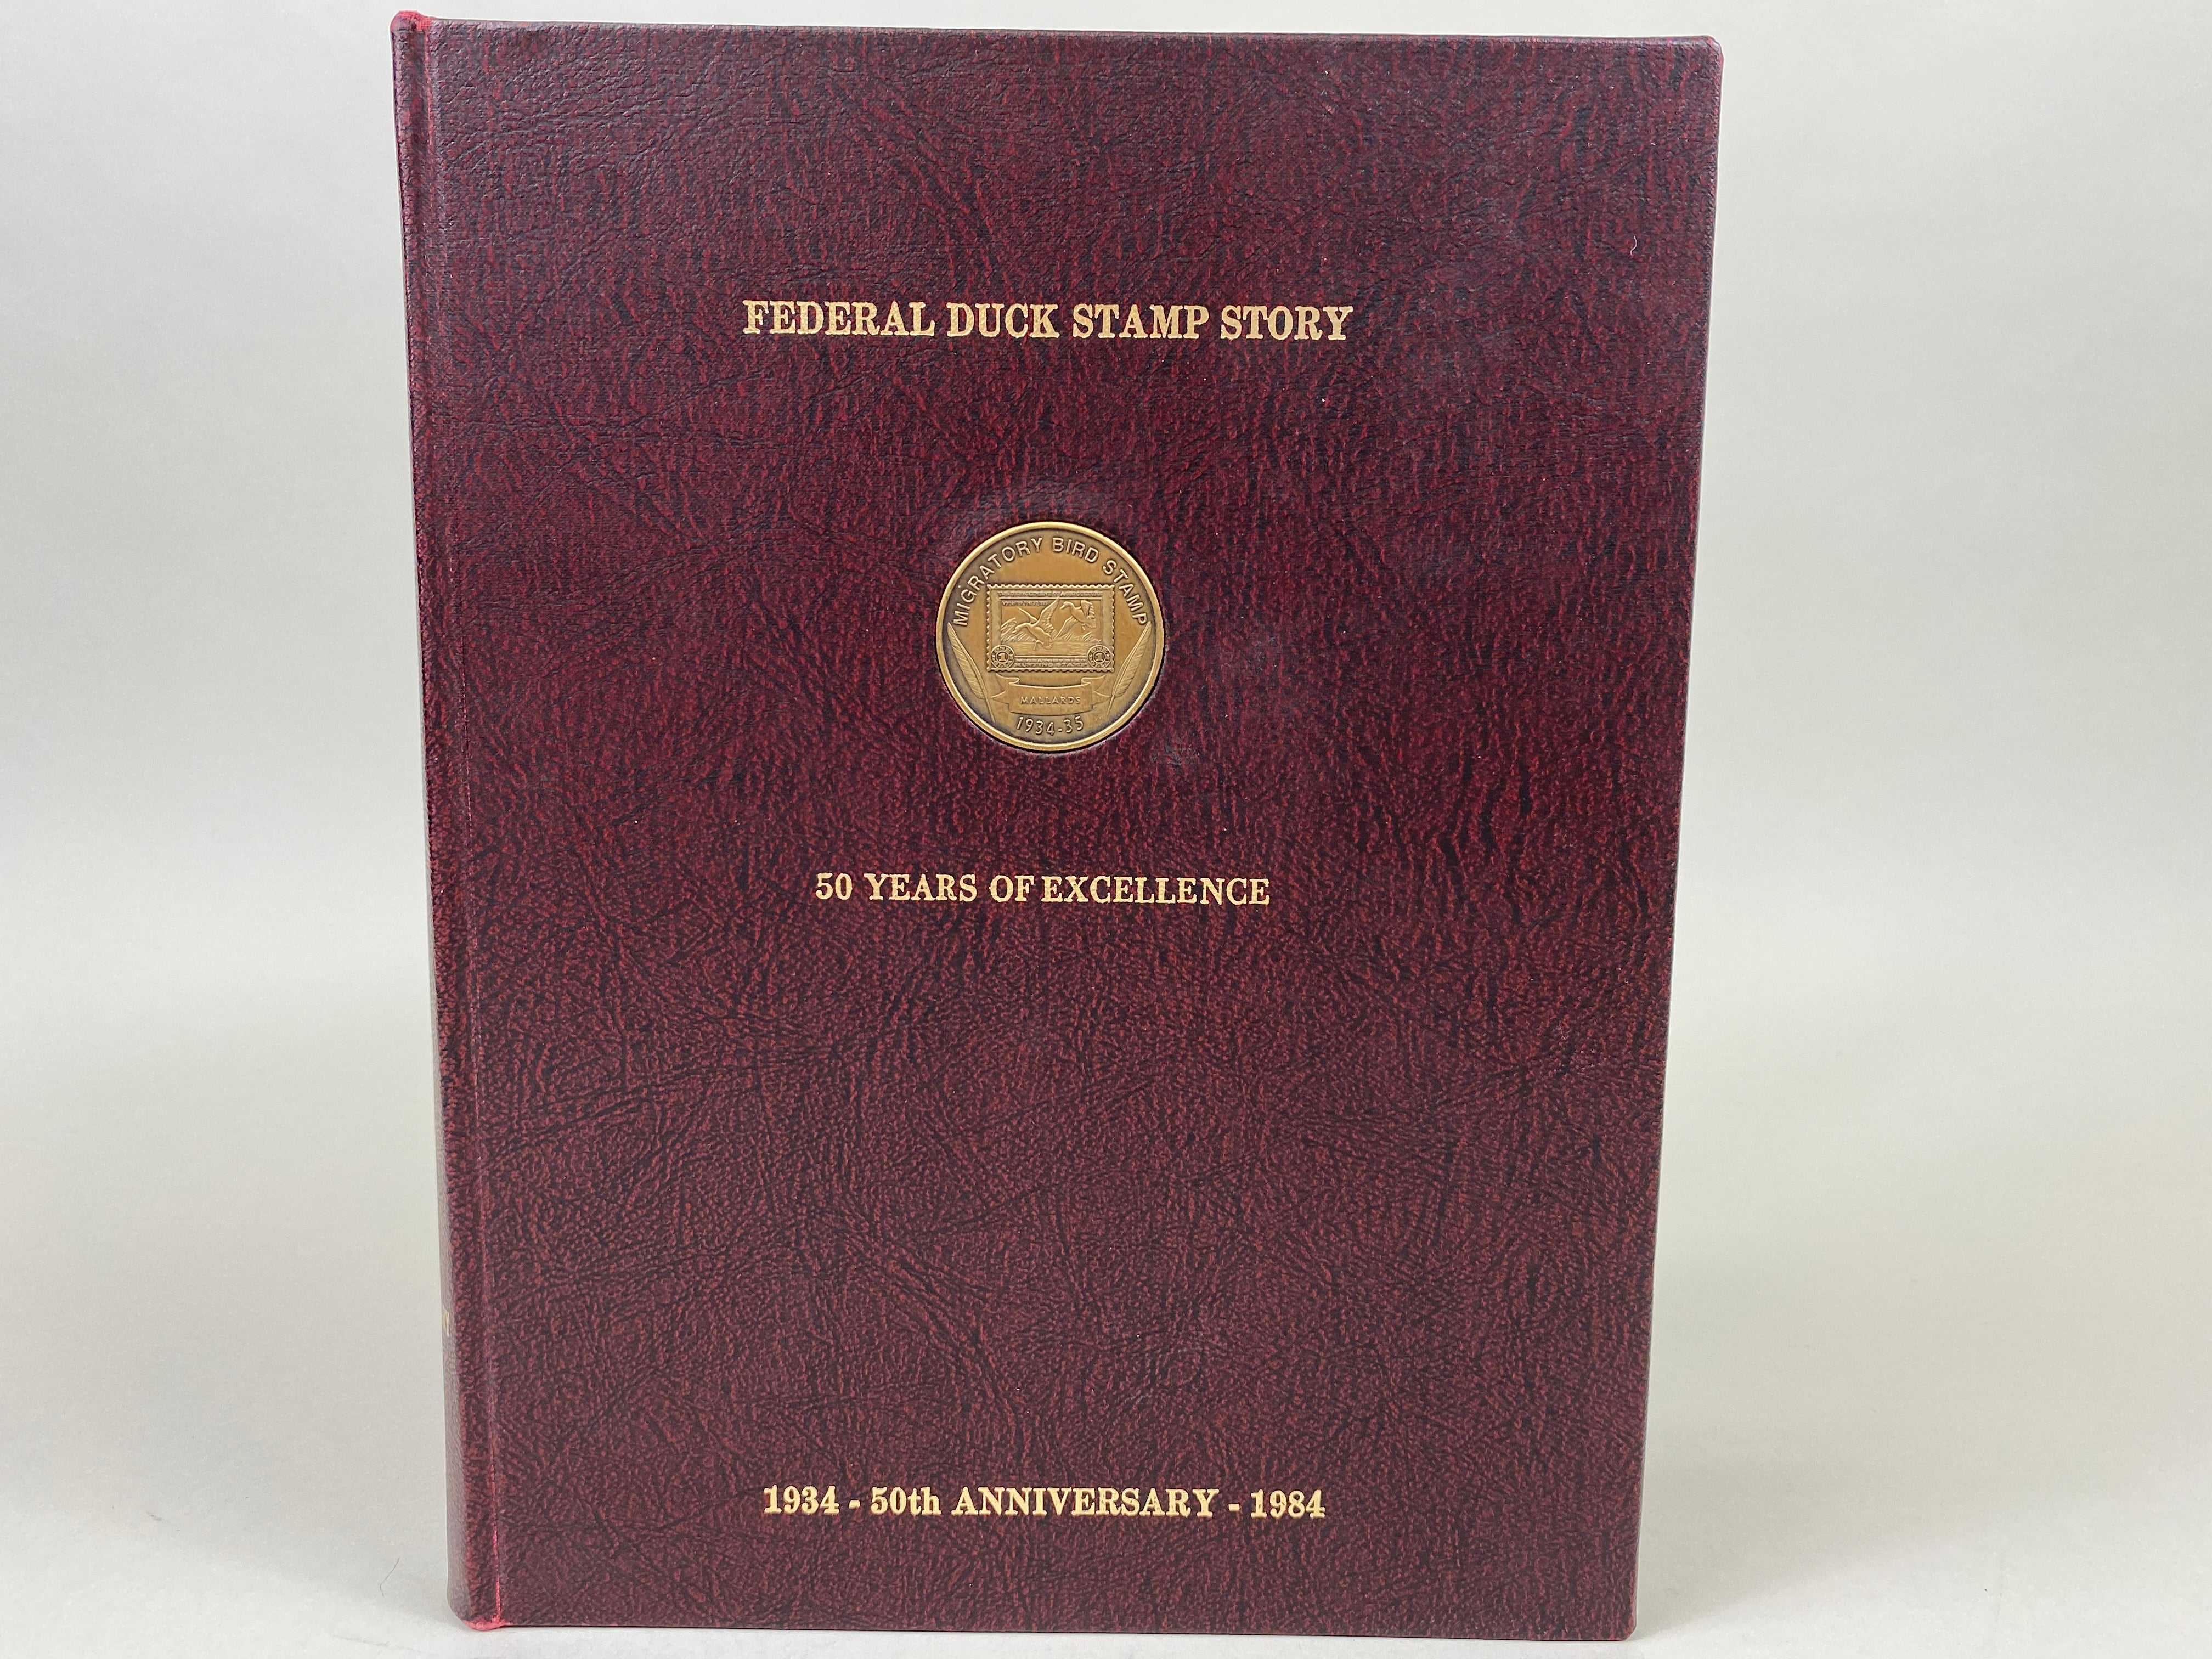 FEDERAL DUCK STAMP STORY
MIGRATORY BIRD STAMP
MALLARDS
1934-35
50 YEARS OF EXCELLENCE
1934 - 50th ANNIVERSARY - 1984